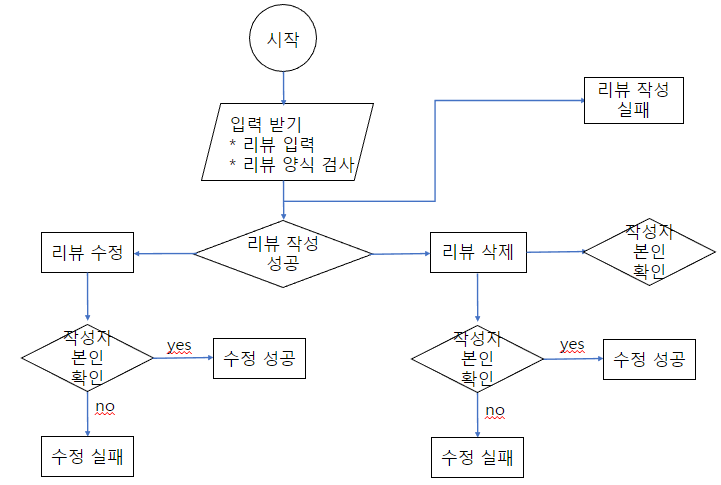 시작
리뷰 작성
실패
입력 받기
* 리뷰 입력
* 리뷰 양식 검사
리뷰 수정
리뷰 작성
성공
리뷰 삭제
작성자
본인
확인
작성자
본인
확인
yes
수정 성공
작성자
본인
확인
yes
수정 성공
no
no
수정 실패
수정 실패